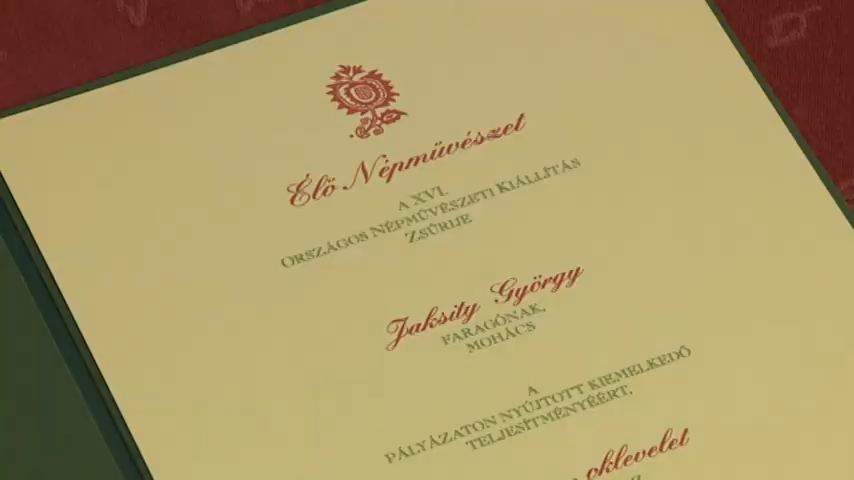 Élő Népművészet
A XVI.
ORSZÁGOS NÉPMŰVÉSZETI KIÁLLÍTÁS
ZSŰRIJE
Jaksity György
FARAGÓNAK,
MOHÁCS
A
PÁLYÁZATON NYÚJTOTT KIEMELKEDŐ
TELJESÍTMÉNYÉÉRT,
oklevelet